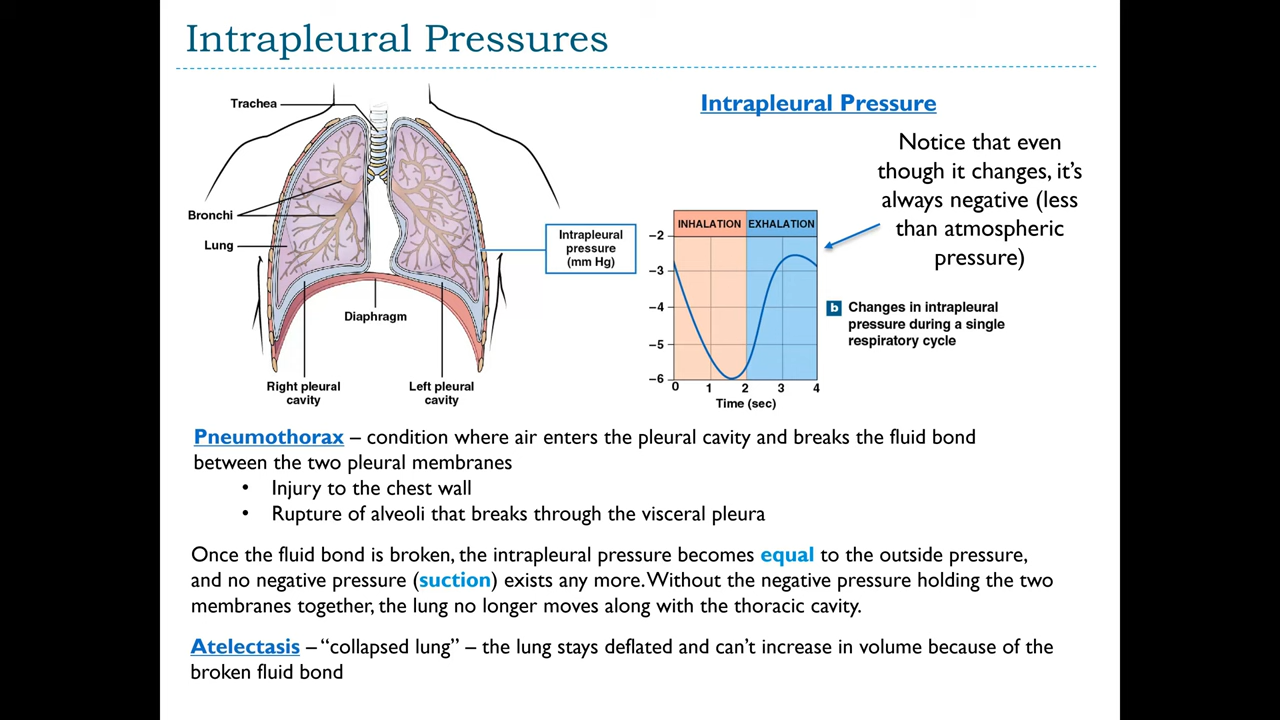 Intrapleural Pressures
Trachea
Bronchi
Lung
Diaphragm
Right pleural
cavity
Left pleural
cavity
Intrapleural
pressure
(mm Hg)
Intrapleural Pressure
Notice that even
though it changes, it’s
always negative (less
than atmospheric
pressure)
INHALATION EXHALATION
–2
–3
–4
–5
–6
0 1 2 3 4
Time (sec)
b Changes in intrapleural
pressure during a single
respiratory cycle
Pneumothorax – condition where air enters the pleural cavity and breaks the fluid bond
between the two pleural membranes
• Injury to the chest wall
• Rupture of alveoli that breaks through the visceral pleura
Once the fluid bond is broken, the intrapleural pressure becomes equal to the outside pressure,
and no negative pressure (suction) exists any more. Without the negative pressure holding the two
membranes together, the lung no longer moves along with the thoracic cavity.
Atelectasis – “collapsed lung” – the lung stays deflated and can’t increase in volume because of the
broken fluid bond